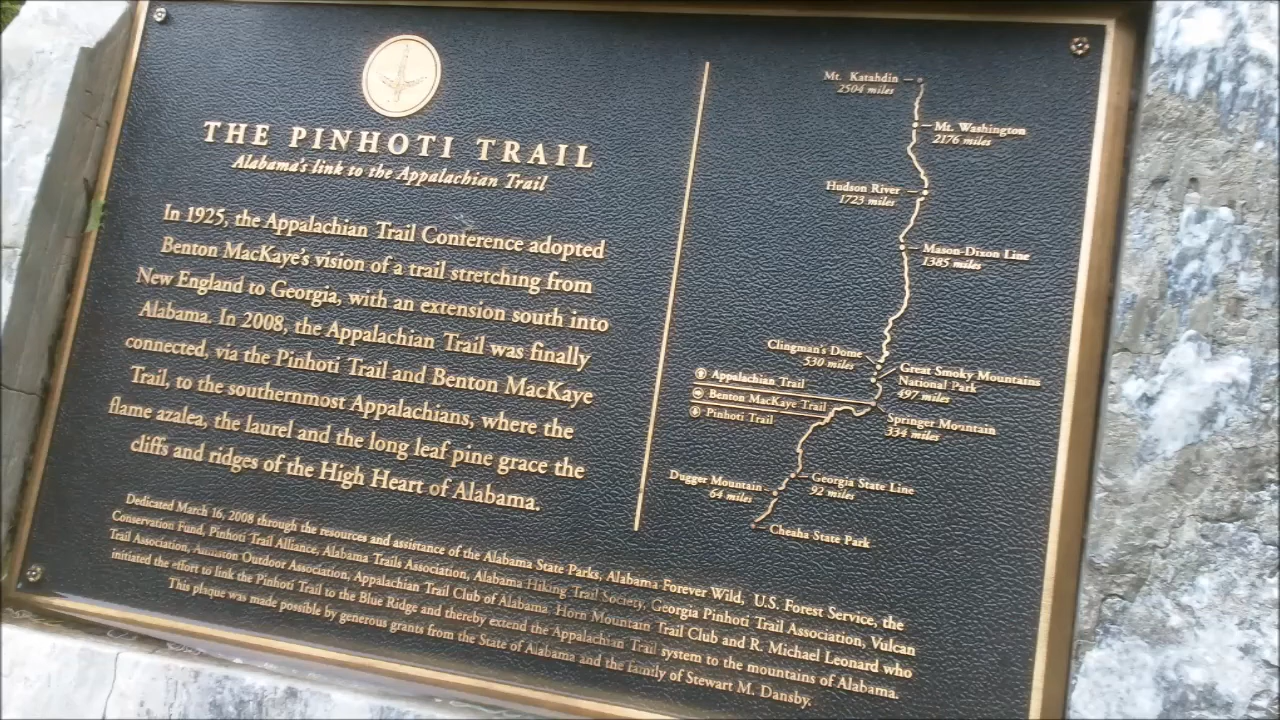 THE PINHOTI TRAIL
Alabama's link to the Appalachian Trail
In 1925, the Appalachian Trail Conference adopted
Benton MacKaye's vision of a trail stretching from
New England to Georgia, with an extension south into
Alabama. In 2008, the Appalachian Trail was finally
connected, via the Pinhoti Trail and Benton MacKaye
Trail, to the southernmost Appalachians, where the
flame azalea, the laurel and the long leaf pine grace the
cliffs and ridges of the High Heart of Alabama.
Mt. Katahdin
2504 miles
Mt. Washington
2176 miles
Hudson River
1723 miles
Mason-Dixon Line
1385 miles
Clingman's Dome
530 miles
Great Smoky Mountains
National Park
497 miles
Appalachian Trail
Benton MacKaye Trail
Pinhoti Trail
Springer Mountain
334 miles
Georgia State Line
92 miles
Dugger Mountain
64 miles
Cheaha State Park
Dedicated March 16, 2008 through the resources and assistance of the Alabama State Parks, Alabama Forever Wild, U.S. Forest Service, the
Conservation Fund, Pinhoti Trail Alliance, Alabama Trails Association, Alabama Hiking Trail Society, Georgia Pinhoti Trail Association, Vulcan
Trail Association, Anniston Outdoor Association, Appalachian Trail Club of Alabama, Horn Mountain Trail Club and R. Michael Leonard who
initiated the effort to link the Pinhoti Trail to the Blue Ridge and thereby extend the Appalachian Trail system to the mountains of Alabama.
This plaque was made possible by generous grants from the State of Alabama and the family of Stewart M. Dansby.